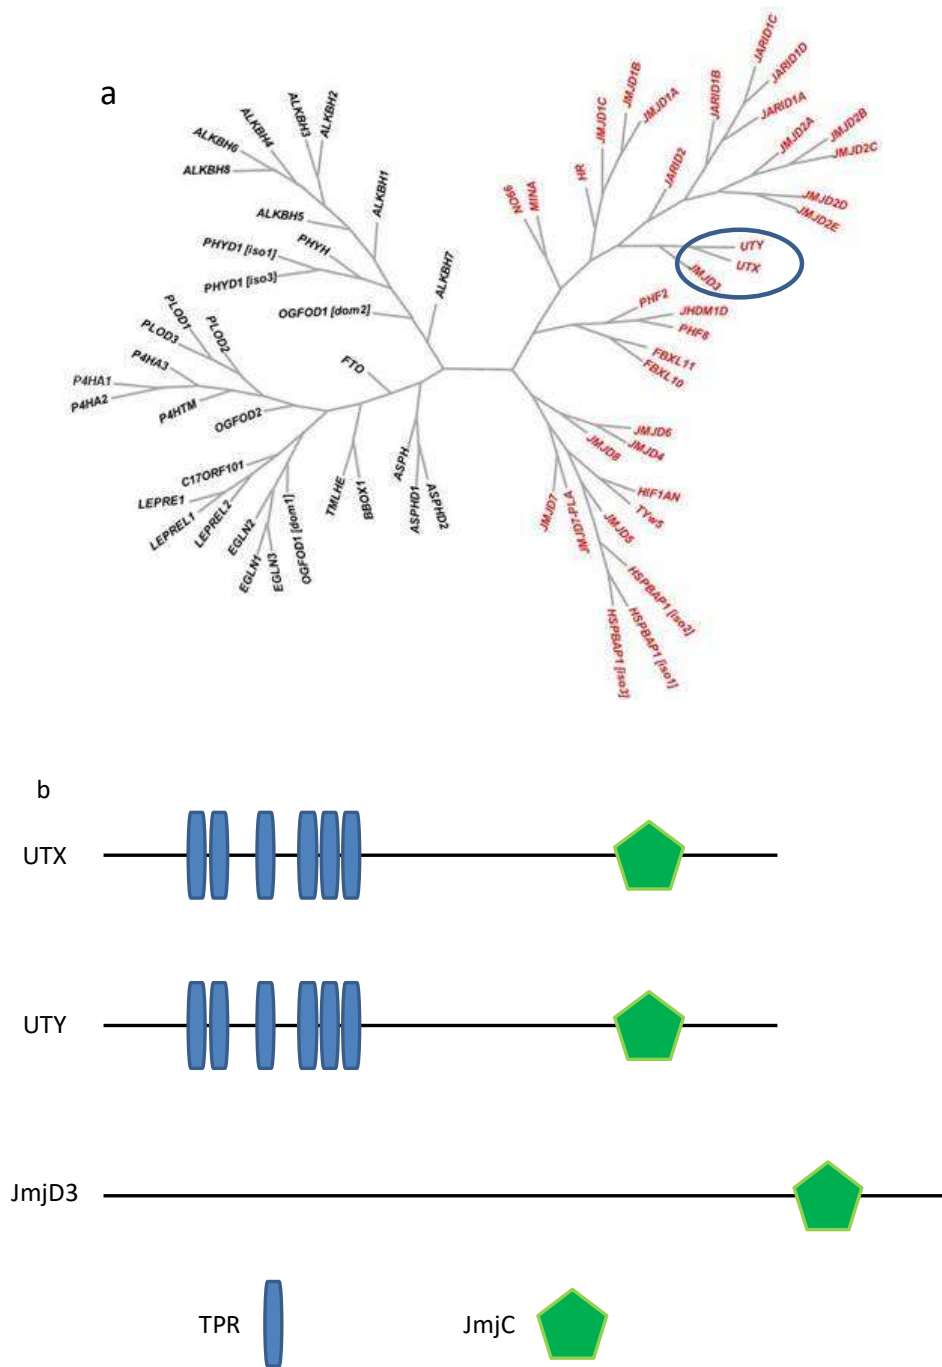 a
ALKBH2
ALKBH3
ALKBH4
ALKBH6
ALKBH8
ALKBH1
ALKBH5
PHYH
PHYD1 [iso1]
PHYD1 [iso3]
ALKBH7
OGFOD1 [dom2]
PLOD1
PLOD2
PLOD3
P4HA3
P4HA1
P4HA2
P4HTM
OGFOD2
FTO
C17ORF101
LEPRE1
LEPREL1
LEPREL2
EGLN2
EGLN1
EGLN3
OGFOD1 [dom1]
TMLHE
BBOX1
ASPH
ASPHD1
ASPHD2
NO66
MINA
HR
JMJD1C
JMJD1B
JMJD1A
JARID2
JARID1B
JARID1C
JARID1D
JARID1A
JMJD2A
JMJD2B
JMJD2C
JMJD2D
JMJD2E
UTY
UTX
JMJD3
PHF2
JHDM1D
PHF8
FBXL11
FBXL10
JMJD6
JMJD4
JMJD8
HIF1AN
TYw5
JMJD5
JMJD7
JMJD7-PLA
HSPBAP1 [iso2]
HSPBAP1 [iso1]
HSPBAP1 [iso3]
b
UTX
UTY
JmjD3
TPR
JmjC